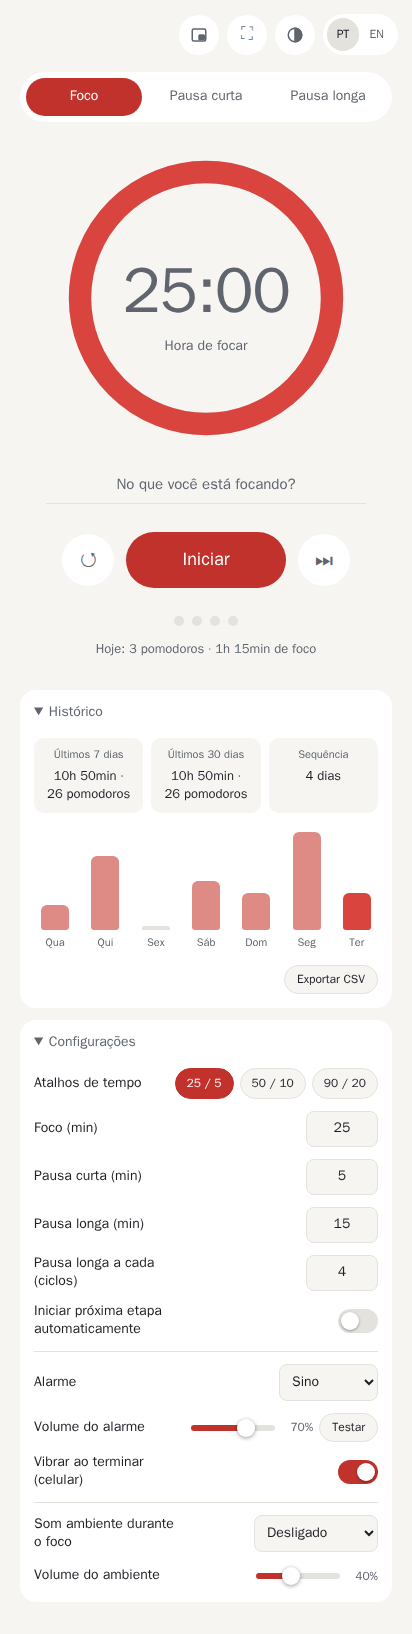 PT EN
Foco Pausa curta Pausa longa
25:00
Hora de focar
No que você está focando?
Iniciar
Hoje: 3 pomodoros · 1h 15min de foco
Histórico
Últimos 7 dias Últimos 30 dias Sequência
10h 50min · 10h 50min · 4 dias
26 pomodoros 26 pomodoros
Qua Qui Sex Sáb Dom Seg Ter
Exportar CSV
Configurações
Atalhos de tempo 25 / 5 50 / 10 90 / 20
Foco (min) 25
Pausa curta (min) 5
Pausa longa (min) 15
Pausa longa a cada
(ciclos) 4
Iniciar próxima etapa
automaticamente
Alarme Sino
Volume do alarme 70% Testar
Vibrar ao terminar
(celular)
Som ambiente durante
o foco Desligado
Volume do ambiente 40%